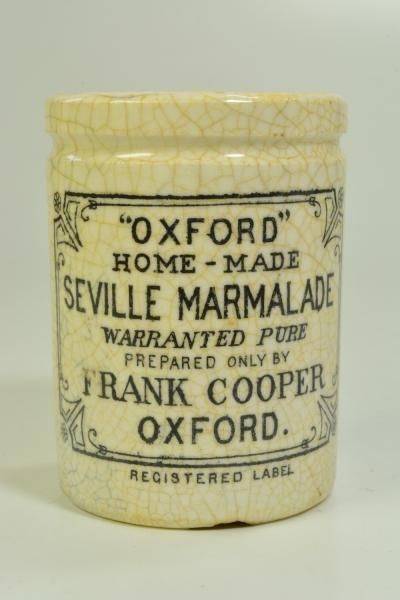 "OXFORD"
HOME-MADE
SEVILLE MARMALADE
WARRANTED PURE
PREPARED ONLY BY
FRANK COOPER
OXFORD.
REGISTERED LABEL